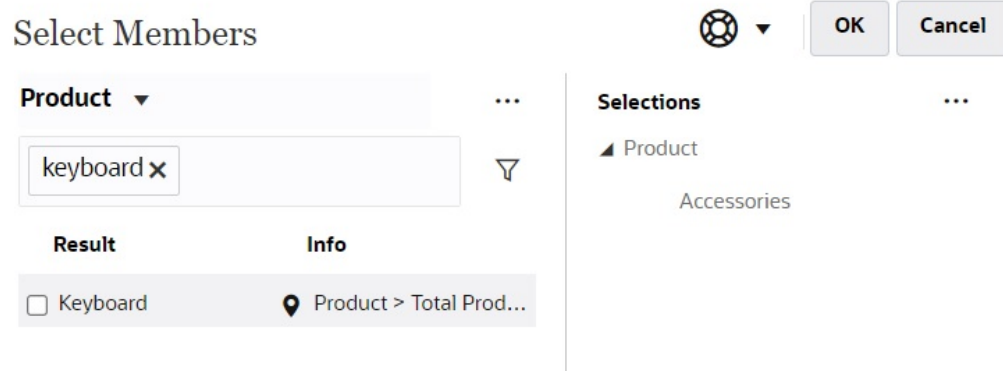 Select Members
OK
Cancel
Product
...
keyboard
Result
Info
Keyboard
Product > Total Prod...
Selections
...
Product
Accessories